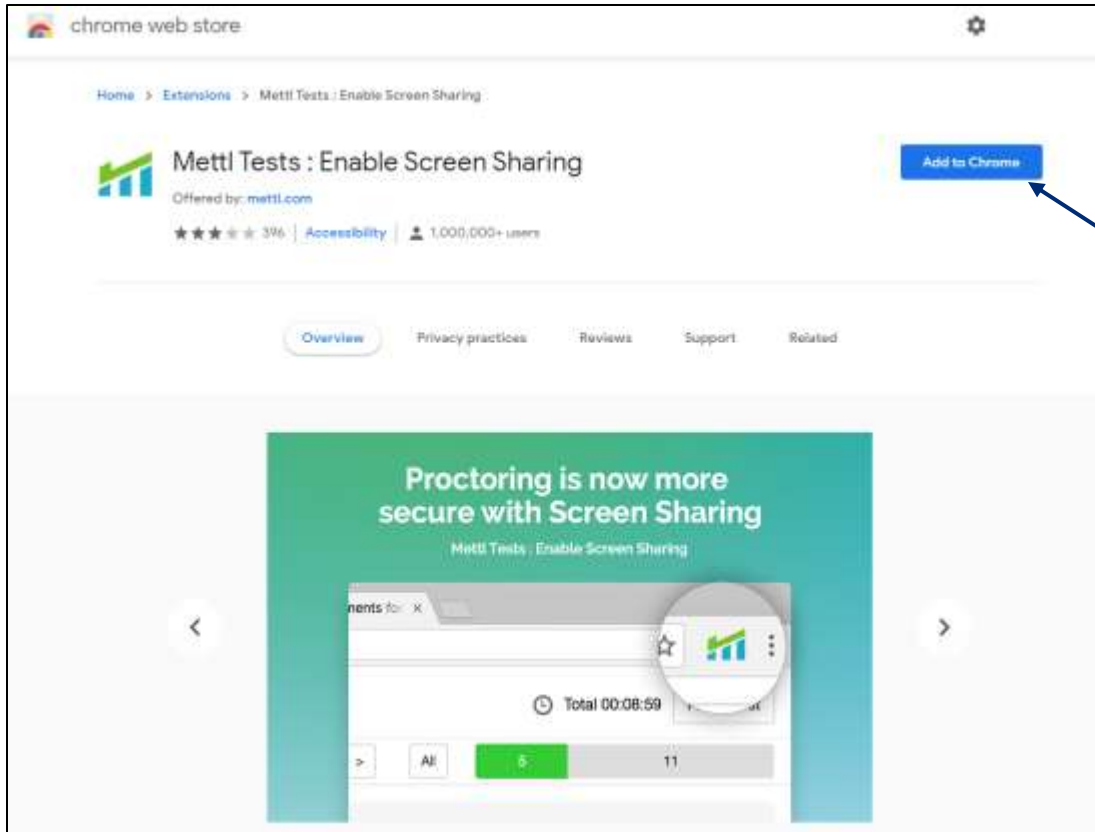 chrome web store
Home > Extensions > Mettl Tests : Enable Screen Sharing
Mettl Tests : Enable Screen Sharing
Add to Chrome
Offered by: mettl.com
396 | Accessibility | 1,000,000+ users
Overview Privacy practices Reviews Support Related
Proctoring is now more
secure with Screen Sharing
Mettl Tests : Enable Screen Sharing
ments for ×
Total 00:08:59
> All 5 11